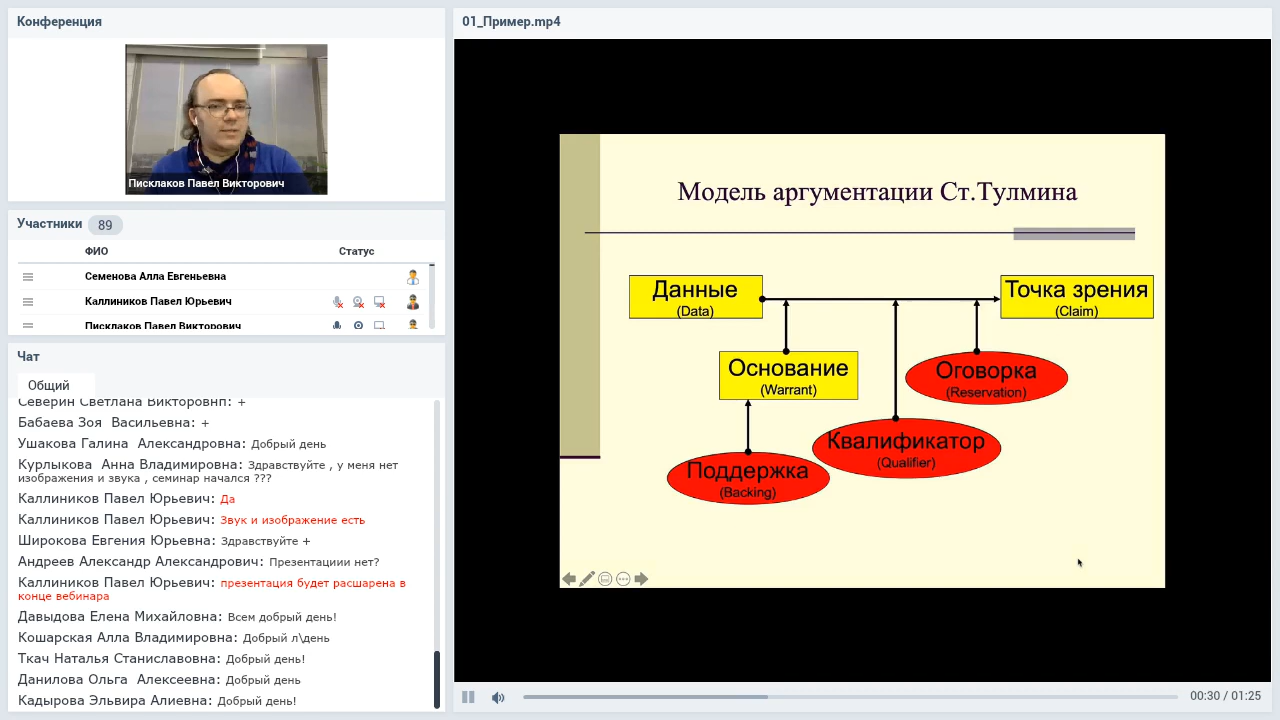 Конференция
Писклаков Павел Викторович
Участники 89
ФИО Статус
Семенова Алла Евгеньевна
Каллиников Павел Юрьевич
Писклаков Павел Викторович
Чат
Общий
Северин Светлана Викторовнп: +
Бабаева Зоя Васильевна: +
Ушакова Галина Александровна: Добрый день
Курлыкова Анна Владимировна: Здравствуйте , у меня нет
изображения и звука , семинар начался ???
Каллиников Павел Юрьевич: Да
Каллиников Павел Юрьевич: Звук и изображение есть
Широкова Евгения Юрьевна: Здравствуйте +
Андреев Александр Александрович: Презентациии нет?
Каллиников Павел Юрьевич: презентация будет расшарена в
конце вебинара
Давыдова Елена Михайловна: Всем добрый день!
Кошарская Алла Владимировна: Добрый л\день
Ткач Наталья Станиславовна: Добрый день!
Данилова Ольга Алексеевна: Добрый день
Кадырова Эльвира Алиевна: Добрый день!
01_Пример.mp4
Модель аргументации Ст.Тулмина
Данные
(Data)
Точка зрения
(Claim)
Основание
(Warrant)
Оговорка
(Reservation)
Квалификатор
(Qualifier)
Поддержка
(Backing)
00:30 / 01:25